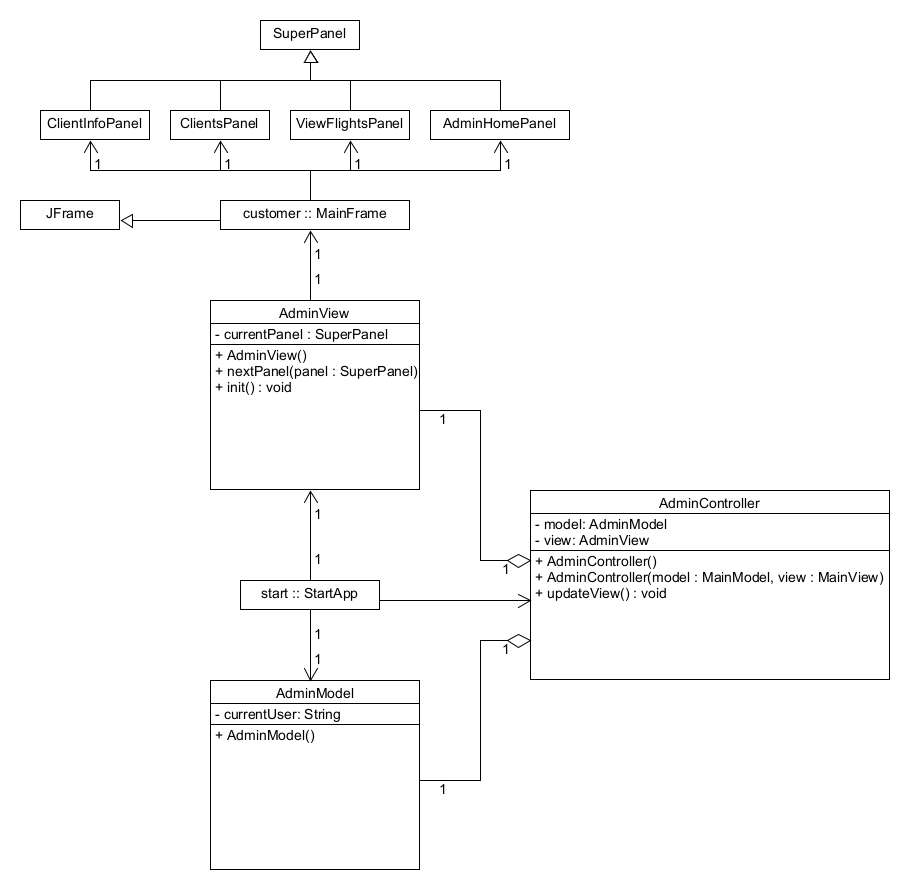 SuperPanel
ClientInfoPanel
ClientsPanel
ViewFlightsPanel
AdminHomePanel
1
1
1
1
JFrame
customer :: MainFrame
1
1
AdminView
- currentPanel : SuperPanel
+ AdminView()
+ nextPanel(panel : SuperPanel)
+ init() : void
1
1
1
start :: StartApp
1
1
AdminController
- model: AdminModel
- view: AdminView
+ AdminController()
+ AdminController(model : MainModel, view : MainView)
+ updateView() : void
1
1
AdminModel
- currentUser: String
+ AdminModel()
1